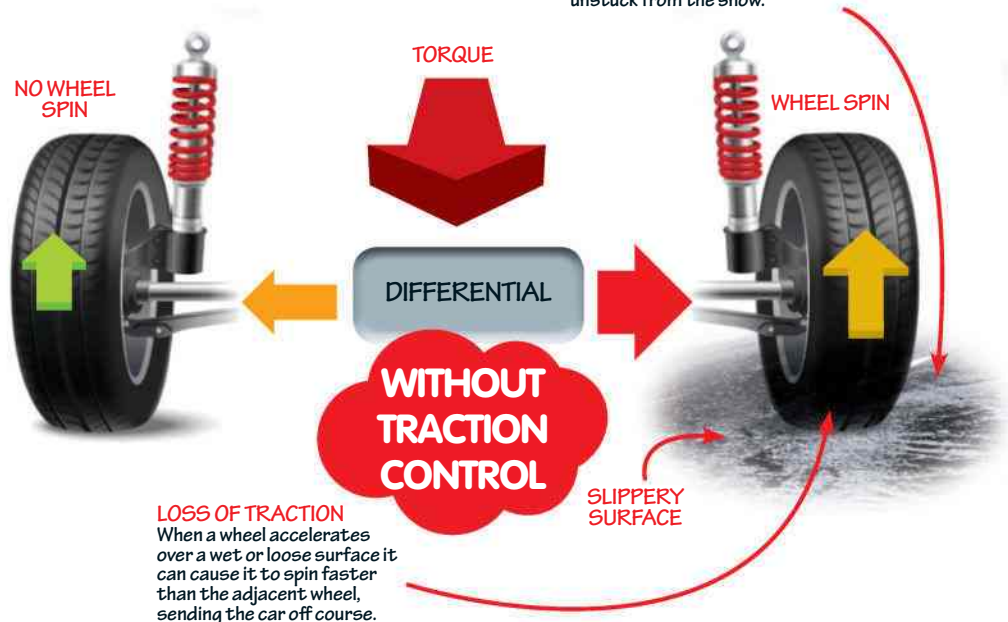 unstuck from the snow.
TORQUE
NO WHEEL
SPIN
WHEEL SPIN
DIFFERENTIAL
WITHOUT
TRACTION
CONTROL
SLIPPERY
SURFACE
LOSS OF TRACTION
When a wheel accelerates
over a wet or loose surface it
can cause it to spin faster
than the adjacent wheel,
sending the car off course.